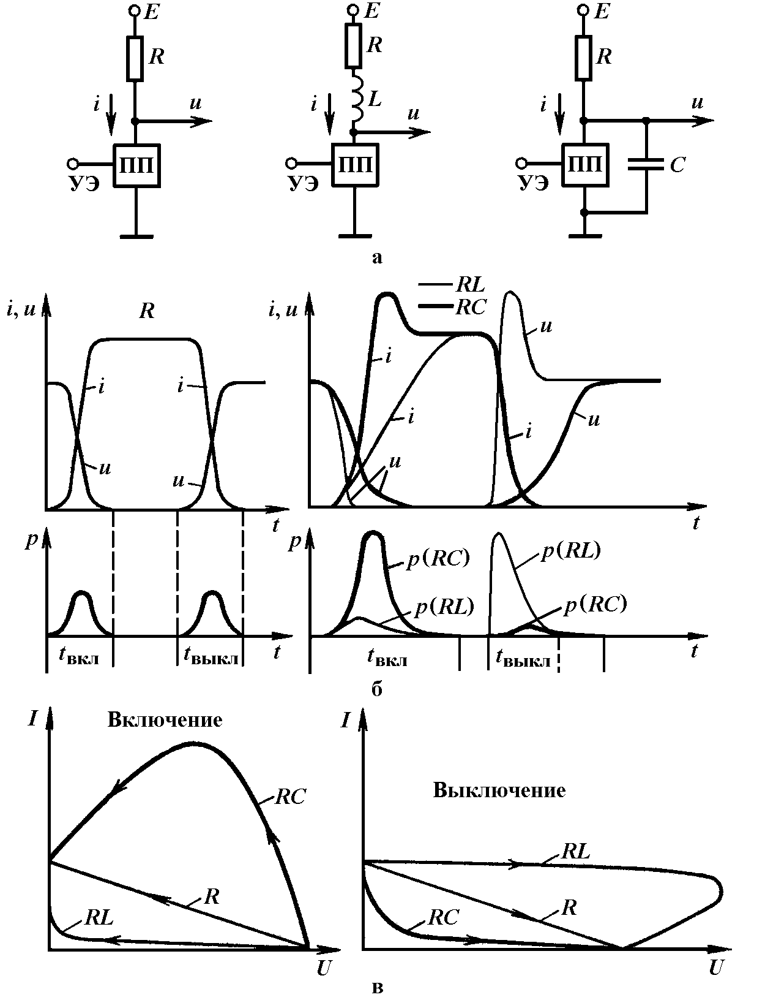 E E E
R R R
i u i L u i u
ПП ПП ПП C
УЭ УЭ УЭ
а
RL
i, u R i, u RC
u
i i i
i
u u u i u
t t
p p p(RC) p(RL)
p(RL) p(RC)
tвкл tвыкл t tвкл tвыкл t
б
I Включение I
RC Выключение
RL
R R
RL RC
U U
в